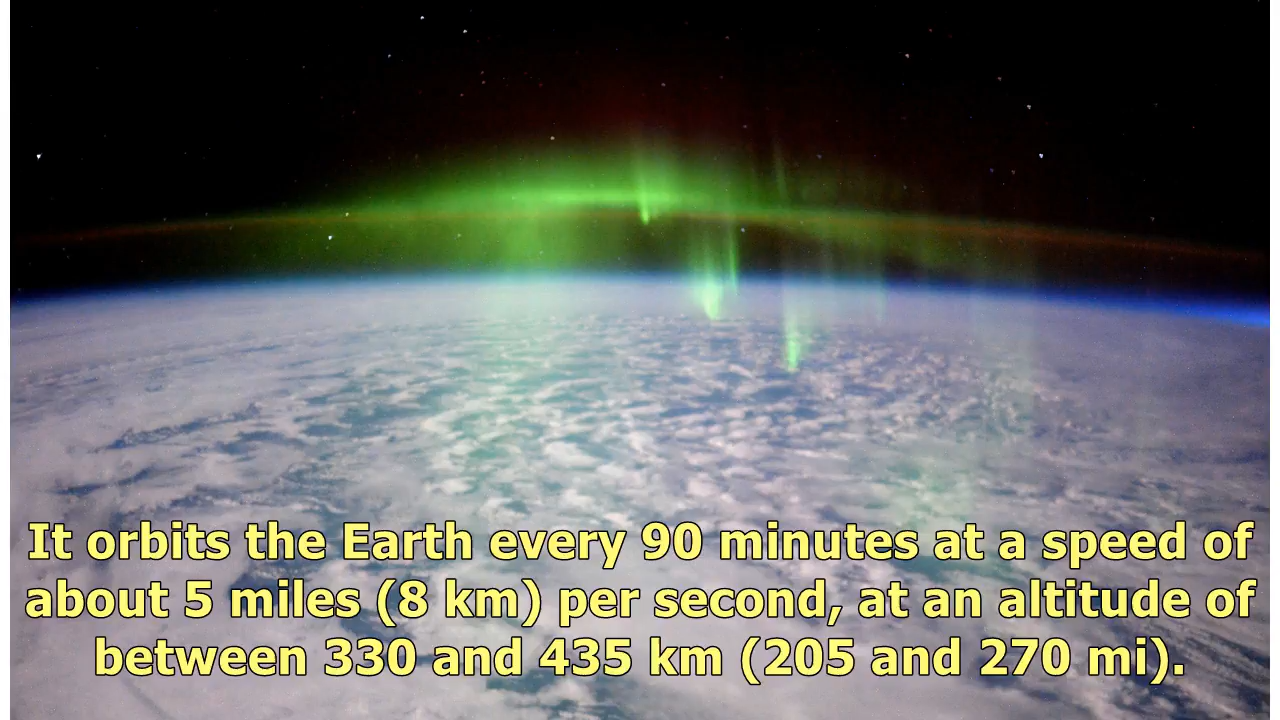 It orbits the Earth every 90 minutes at a speed of
about 5 miles (8 km) per second, at an altitude of
between 330 and 435 km (205 and 270 mi).